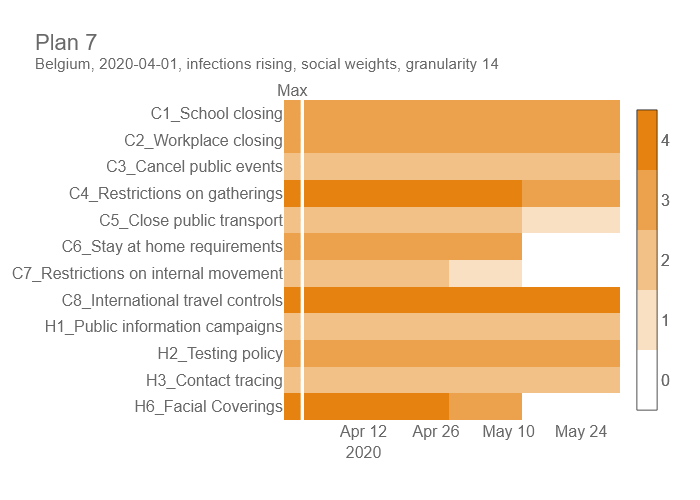 Plan 7
Belgium, 2020-04-01, infections rising, social weights, granularity 14
Max
C1_School closing
C2_Workplace closing
C3_Cancel public events
C4_Restrictions on gatherings
C5_Close public transport
C6_Stay at home requirements
C7_Restrictions on internal movement
C8_International travel controls
H1_Public information campaigns
H2_Testing policy
H3_Contact tracing
H6_Facial Coverings
4
3
2
1
0
Apr 12 Apr 26 May 10 May 24
2020